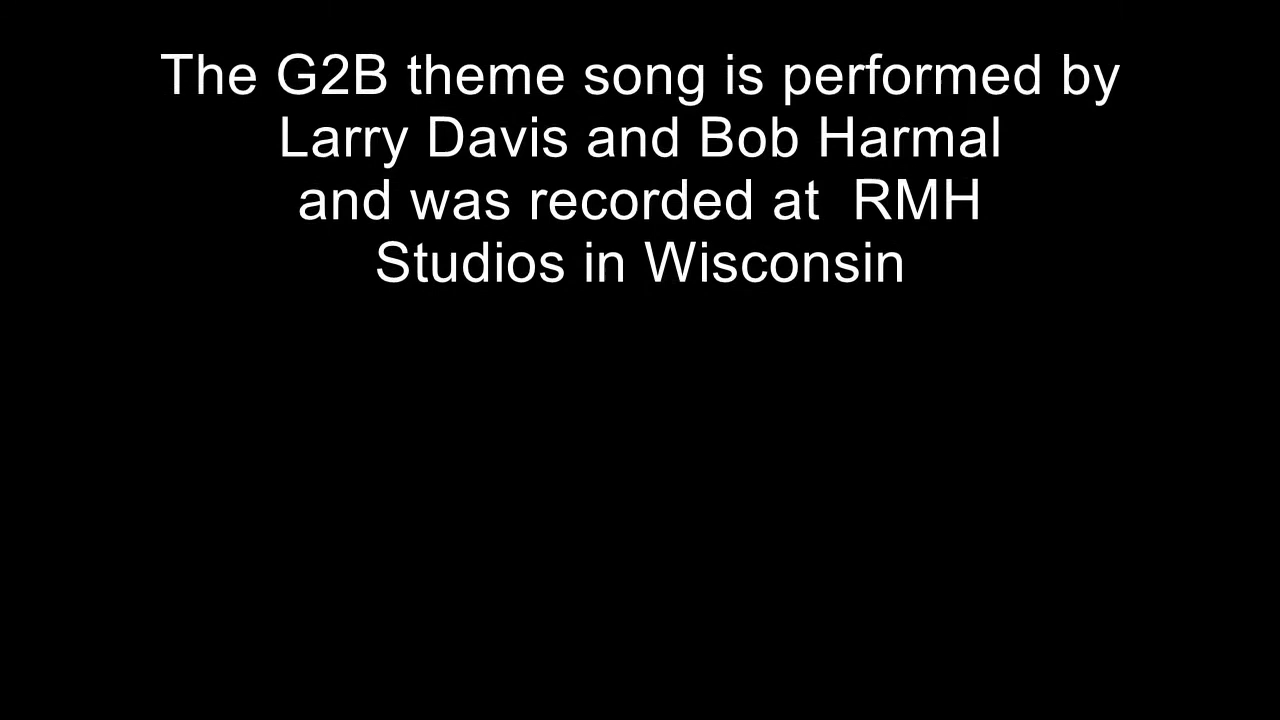 The G2B theme song is performed by
Larry Davis and Bob Harmal
and was recorded at  RMH
Studios in Wisconsin